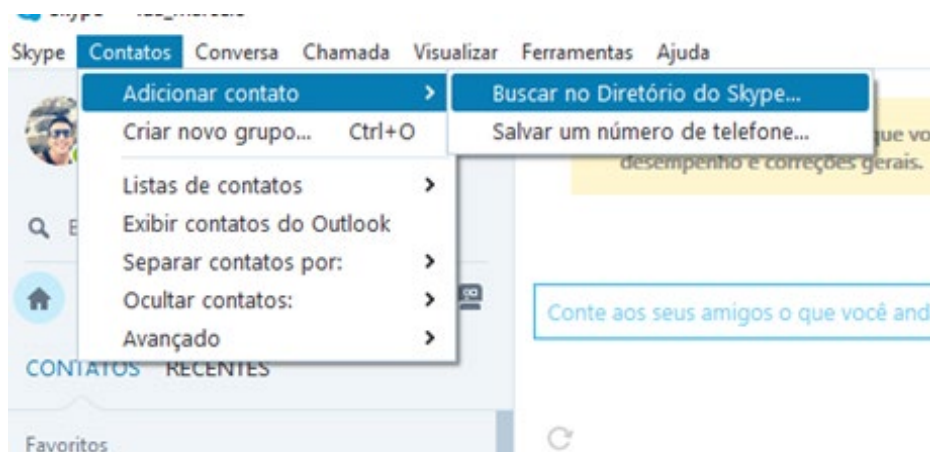 Skype Contatos Conversa Chamada Visualizar Ferramentas Ajuda
Adicionar contato
Buscar no Diretório do Skype...
Criar novo grupo... Ctrl+O
Salvar um número de telefone...
desempenho e correções gerais.
Listas de contatos
Exibir contatos do Outlook
Separar contatos por:
Ocultar contatos:
Conte aos seus amigos o que você
Avançado
CONTATOS RECENTES
Favoritos